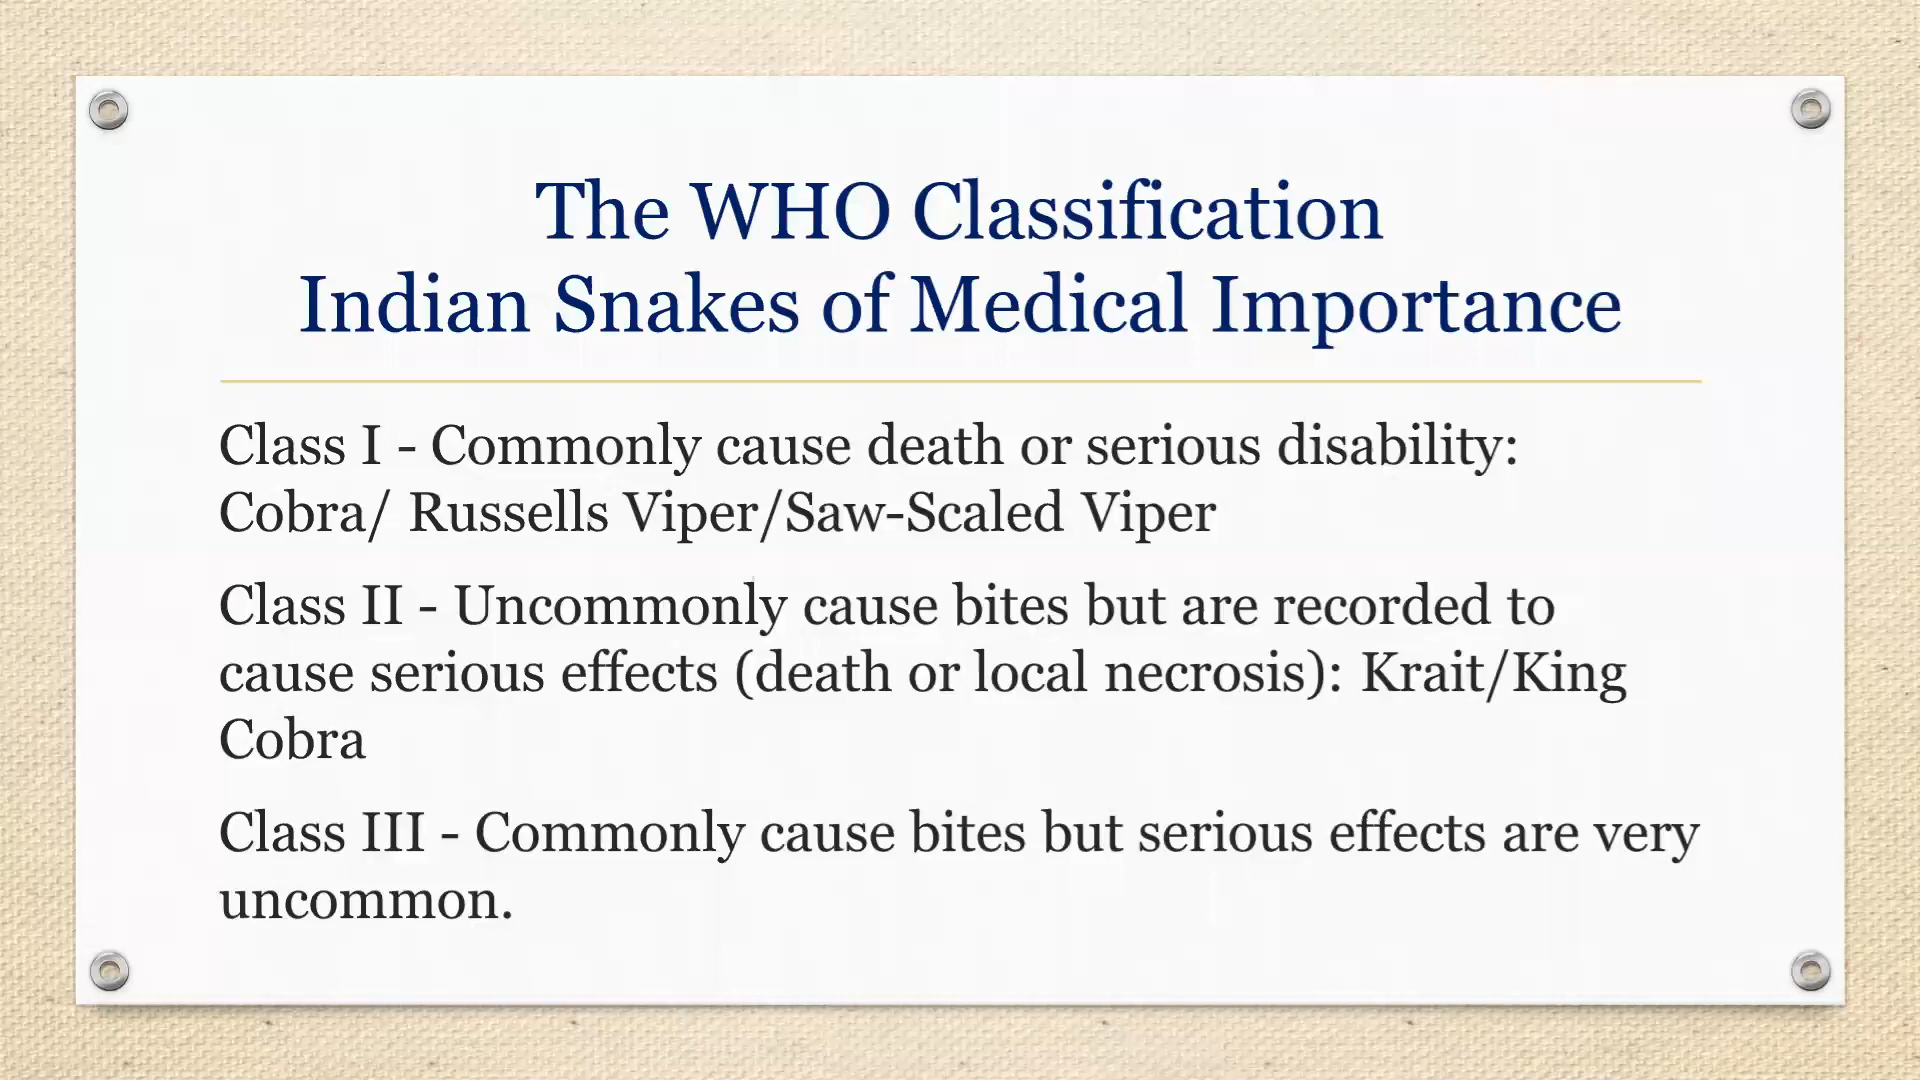 The WHO Classification
Indian Snakes of Medical Importance
Class I - Commonly cause death or serious disability:
Cobra/ Russells Viper/Saw-Scaled Viper
Class II - Uncommonly cause bites but are recorded to
cause serious effects (death or local necrosis): Krait/King
Cobra
Class III - Commonly cause bites but serious effects are very
uncommon.